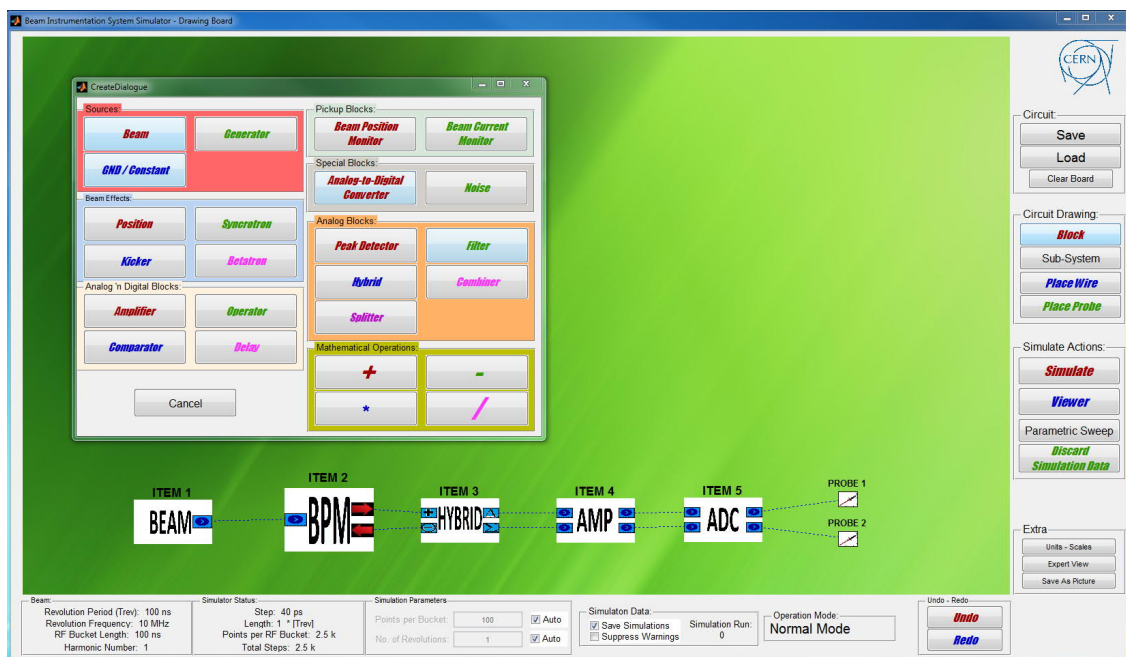 Beam Instrumentation System Simulator - Drawing Board
CreateDialogue
Sources:
Beam
Generator
GND / Constant
Beam Effects:
Position
Syncrotron
Kicker
Betatron
Analog 'n Digital Blocks:
Amplifier
Operator
Comparator
Delay
Cancel
Pickup Blocks:
Beam Position
Monitor
Beam Current
Monitor
Special Blocks:
Analog-to-Digital
Converter
Noise
Analog Blocks:
Peak Detector
Filter
Hybrid
Combiner
Splitter
Mathematical Operations:
+
-
*
/
ITEM 1
BEAM
ITEM 2
BPM
ITEM 3
HYBRID
ITEM 4
AMP
ITEM 5
ADC
PROBE 1
PROBE 2
CERN
Circuit:
Save
Load
Clear Board
Circuit Drawing:
Block
Sub-System
Place Wire
Place Probe
Simulate Actions:
Simulate
Viewer
Parametric Sweep
Discard
Simulation Data
Extra
Units - Scales
Expert View
Save As Picture
Beam:
Revolution Period (Trev): 100 ns
Revolution Frequency: 10 MHz
RF Bucket Length: 100 ns
Harmonic Number: 1
Simulator Status:
Step: 40 ps
Length: 1 * [Trev]
Points per RF Bucket: 2.5 k
Total Steps: 2.5 k
Simulation Parameters
Points per Bucket: 100 Auto
No. of Revolutions: 1 Auto
Simulaton Data:
Save Simulations
Suppress Warnings
Simulation Run:
0
Operation Mode:
Normal Mode
Undo - Redo
Undo
Redo